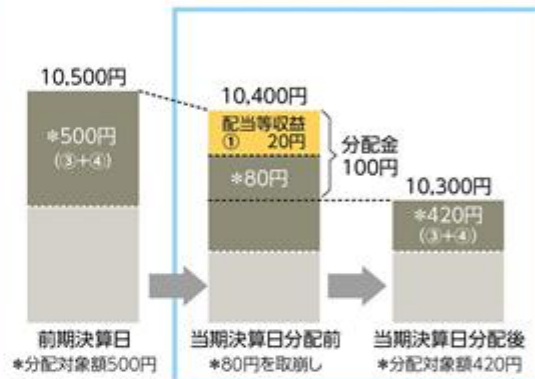 10,500円
*500円
(③+④)
前期決算日
*分配対象額500円
10,400円
配当等収益
① 20円
*80円
分配金
100円
当期決算日分配前
*80円を取崩し
10,300円
*420円
(③+④)
当期決算日分配後
*分配対象額420円